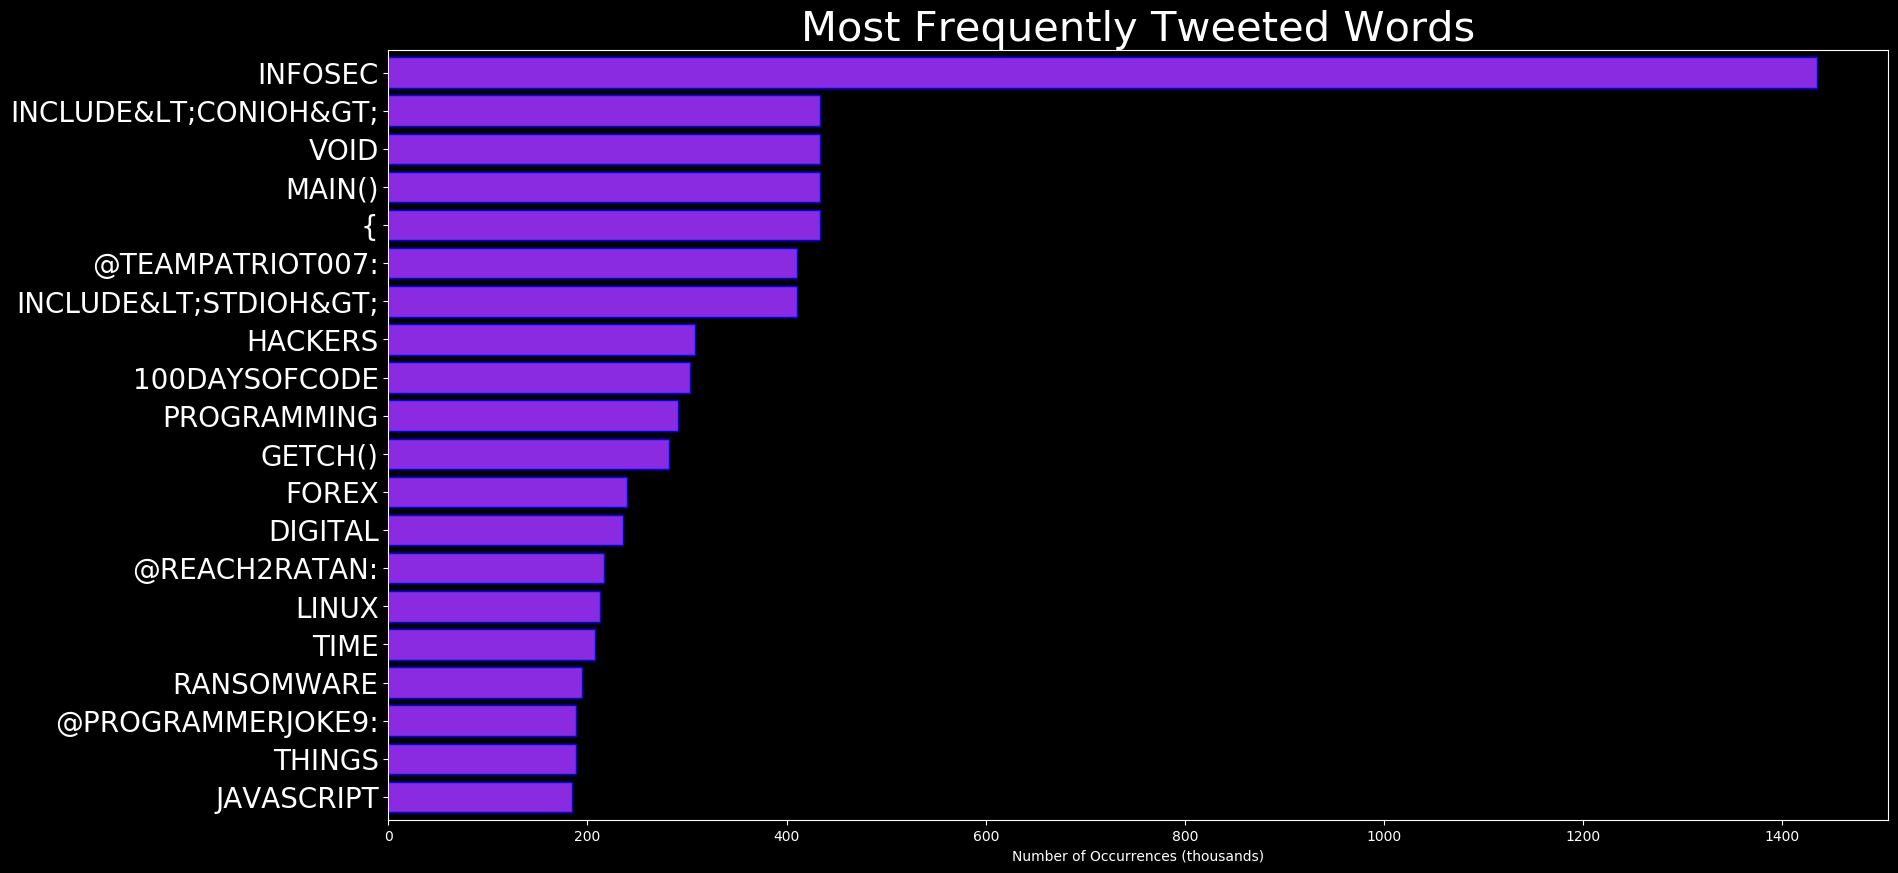 Most Frequently Tweeted Words
INFOSEC
INCLUDE&LT;CONIOH&GT;
VOID
MAIN()
{
@TEAMPATRIOT007:
INCLUDE&LT;STDIOH&GT;
HACKERS
100DAYSOFCODE
PROGRAMMING
GETCH()
FOREX
DIGITAL
@REACH2RATAN:
LINUX
TIME
RANSOMWARE
@PROGRAMMERJOKE9:
THINGS
JAVASCRIPT
0 200 400 600 800 1000 1200 1400
Number of Occurrences (thousands)